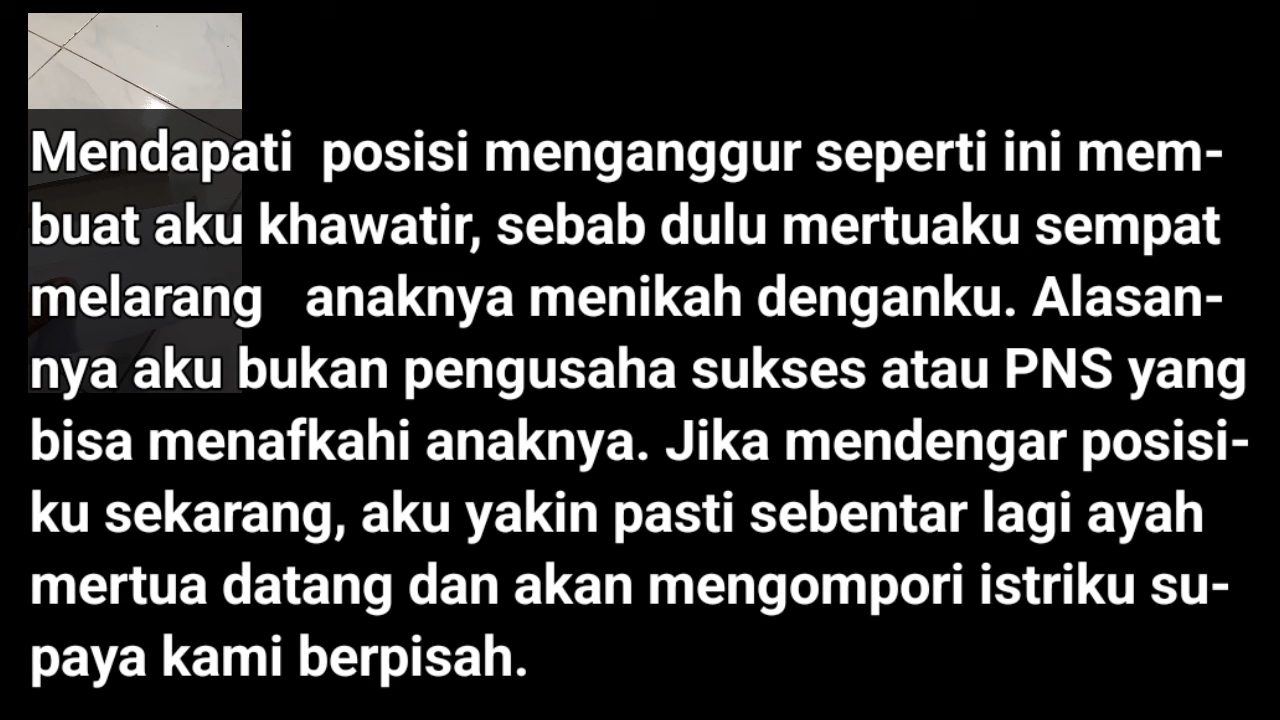 Mendapati  posisi menganggur seperti ini mem-
buat aku khawatir, sebab dulu mertuaku sempat
melarang   anaknya menikah denganku. Alasan-
nya aku bukan pengusaha sukses atau PNS yang
bisa menafkahi anaknya. Jika mendengar posisi-
ku sekarang, aku yakin pasti sebentar lagi ayah
mertua datang dan akan mengompori istriku su-
paya kami berpisah.